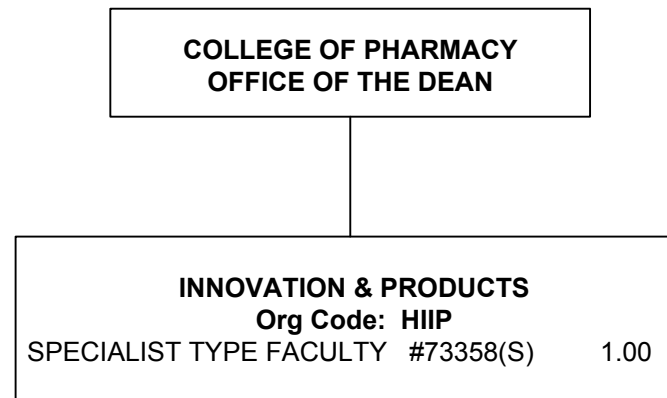 COLLEGE OF PHARMACY
OFFICE OF THE DEAN
INNOVATION & PRODUCTS
Org Code: HIIP
SPECIALIST TYPE FACULTY #73358(S) 1.00